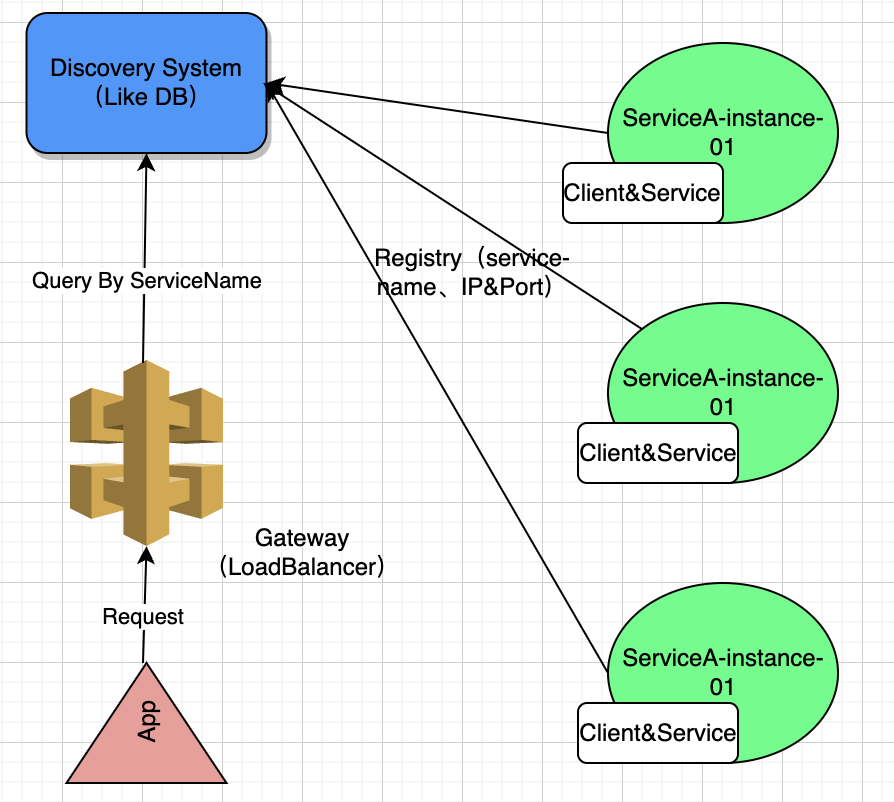 Discovery System
（Like DB）
ServiceA-instance-
01
Client&Service
Registry（service-
name、IP&Port）
Query By ServiceName
ServiceA-instance-
01
Client&Service
Gateway
（LoadBalancer）
Request
ServiceA-instance-
01
Client&Service
App